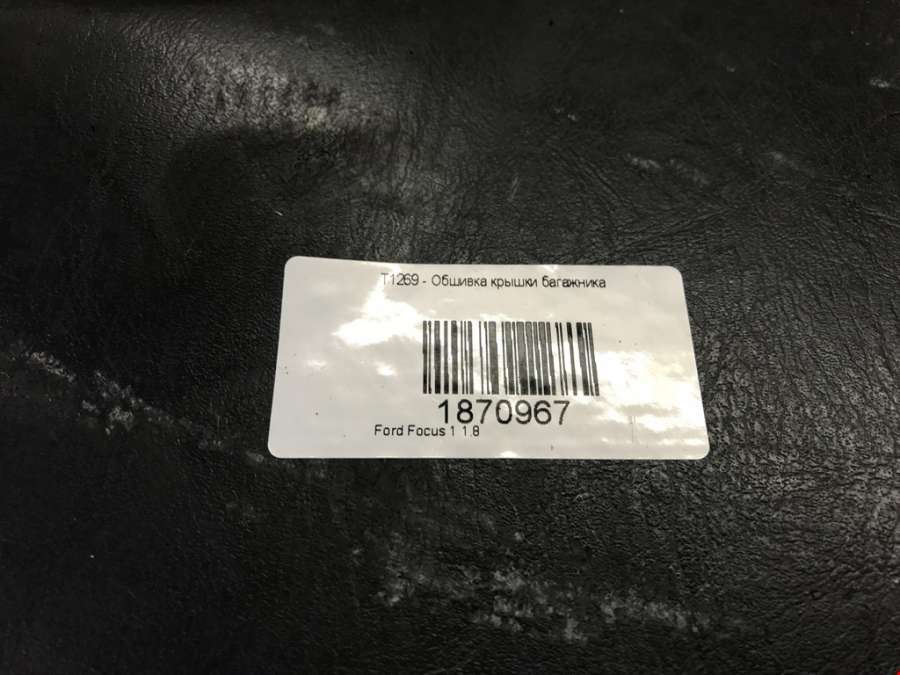 T1269 - Обшивка крышки багажника
1870967
Ford Focus 1 1.8